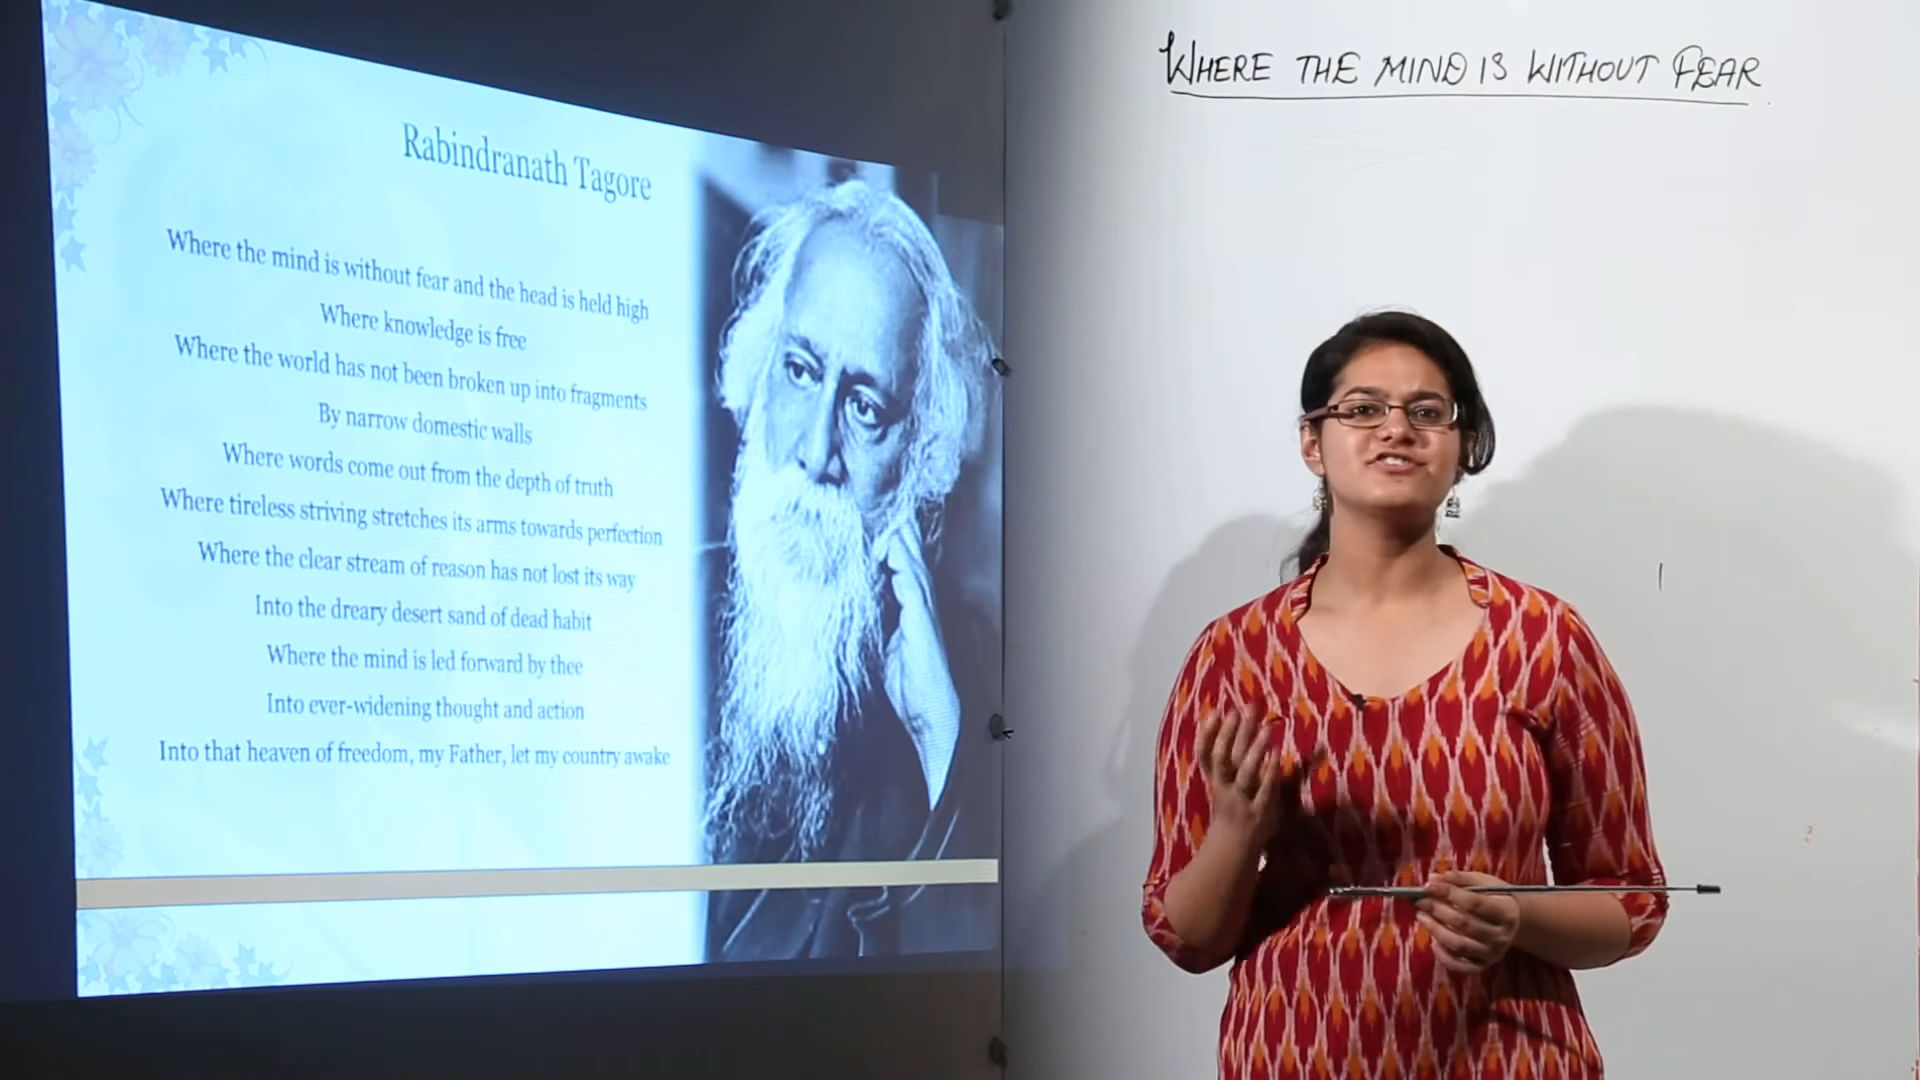 Rabindranath Tagore
Where the mind is without fear and the head is held high
Where knowledge is free
Where the world has not been broken up into fragments
By narrow domestic walls
Where words come out from the depth of truth
Where tireless striving stretches its arms towards perfection
Where the clear stream of reason has not lost its way
Into the dreary desert sand of dead habit
Where the mind is led forward by thee
Into ever-widening thought and action
Into that heaven of freedom, my Father, let my country awake
WHERE THE MIND IS WITHOUT FEAR